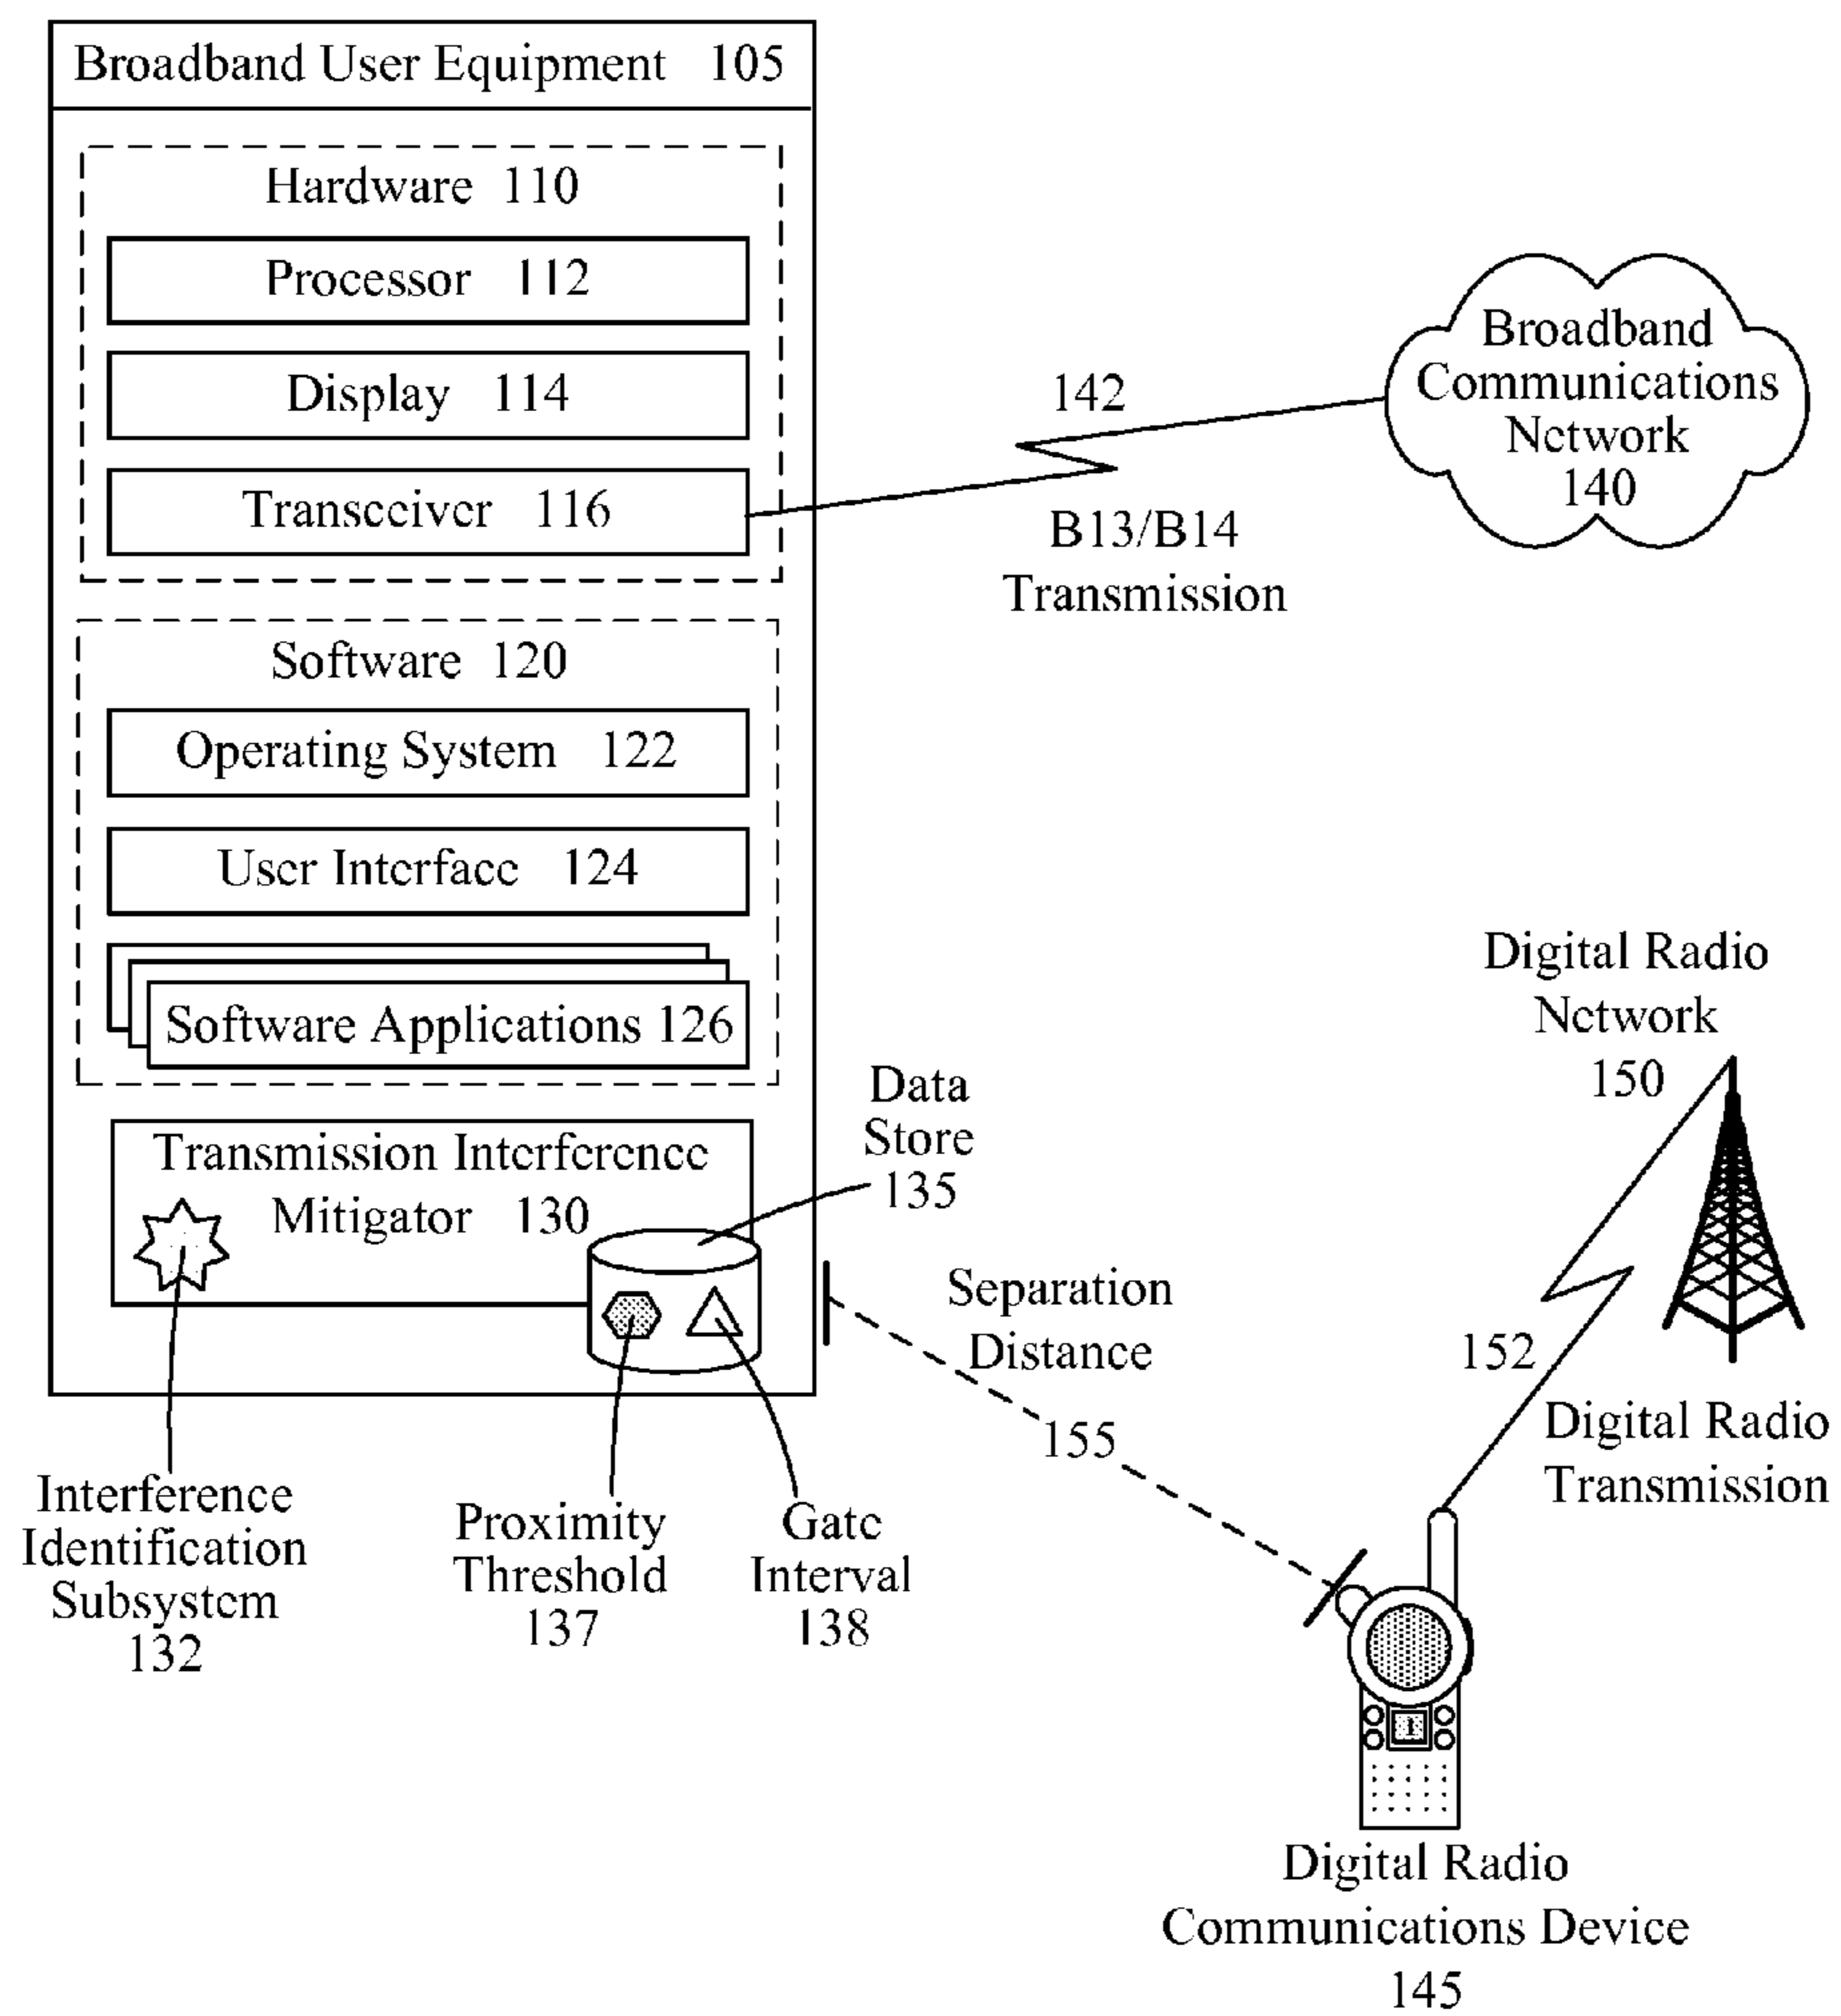 Broadband User Equipment 105
Hardware 110
Processor 112
Display 114
Transceiver 116
Software 120
Operating System 122
User Interface 124
Software Applications 126
Transmission Interference
Mitigator 130
Data
Store
135
Interference
Identification
Subsystem
132
Proximity
Threshold
137
Gate
Interval
138
142
B13/B14
Transmission
Broadband
Communications
Network
140
Separation
Distance
155
Digital Radio
Network
150
152
Digital Radio
Transmission
1
Digital Radio
Communications Device
145